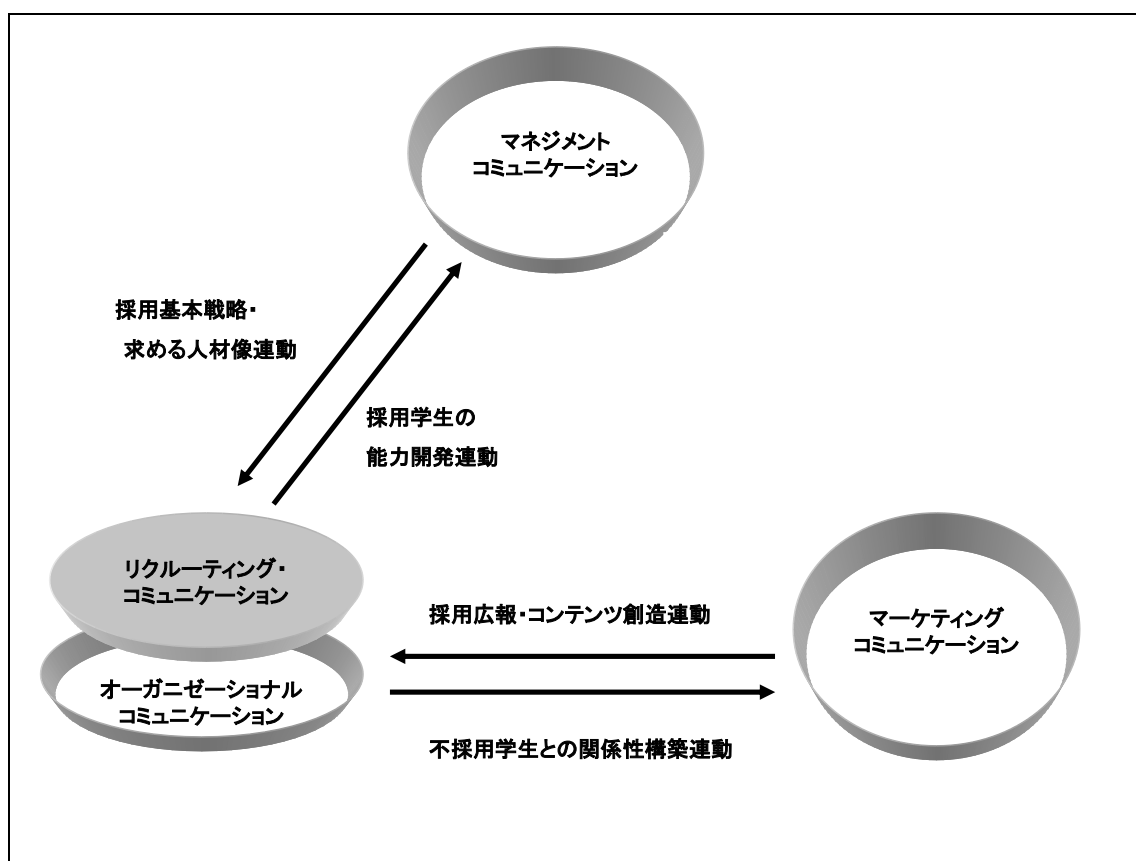 マネジメント
コミュニケーション
採用基本戦略・
求める人材像連動
採用学生の
能力開発連動
リクルーティング・
コミュニケーション
オーガニゼーショナル
コミュニケーション
採用広報・コンテンツ創造連動
不採用学生との関係性構築連動
マーケティング
コミュニケーション